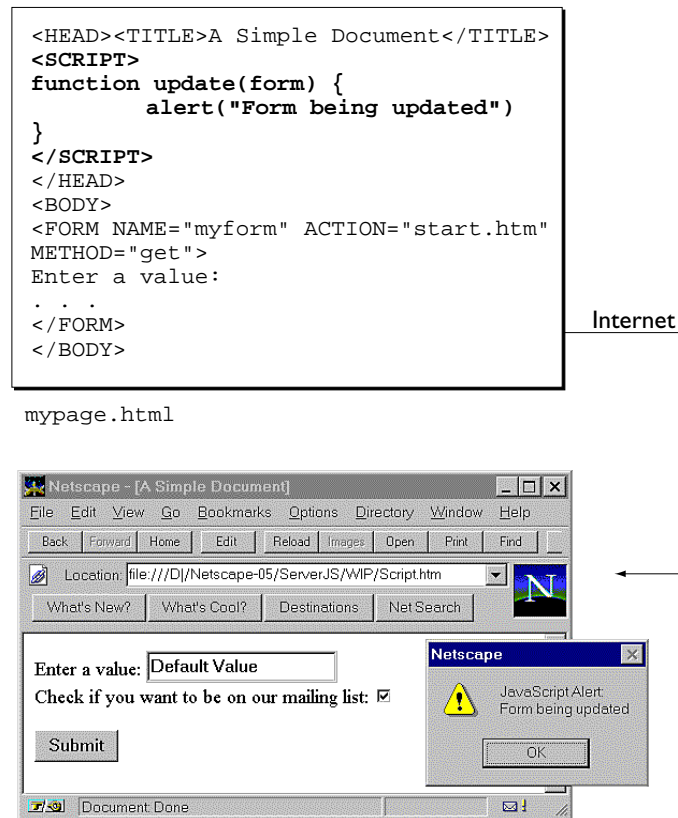 <HEAD><TITLE>A Simple Document</TITLE>
<SCRIPT>
function update(form) {
alert("Form being updated")
}
</SCRIPT>
</HEAD>
<BODY>
<FORM NAME="myform" ACTION="start.htm"
METHOD="get">
Enter a value:
. . .
</FORM>
</BODY>
Internet
mypage.html
Netscape - [A Simple Document]
File Edit View Go Bookmarks Options Directory Window Help
Back Forward Home Edit Reload Images Open Print Find
Location: file:///D|/Netscape-05/ServerJS/WIP/Script.htm
N
What's New? What's Cool? Destinations Net Search
Enter a value: Default Value
Check if you want to be on our mailing list:
Submit
Netscape
JavaScript Alert:
Form being updated
OK
Document: Done